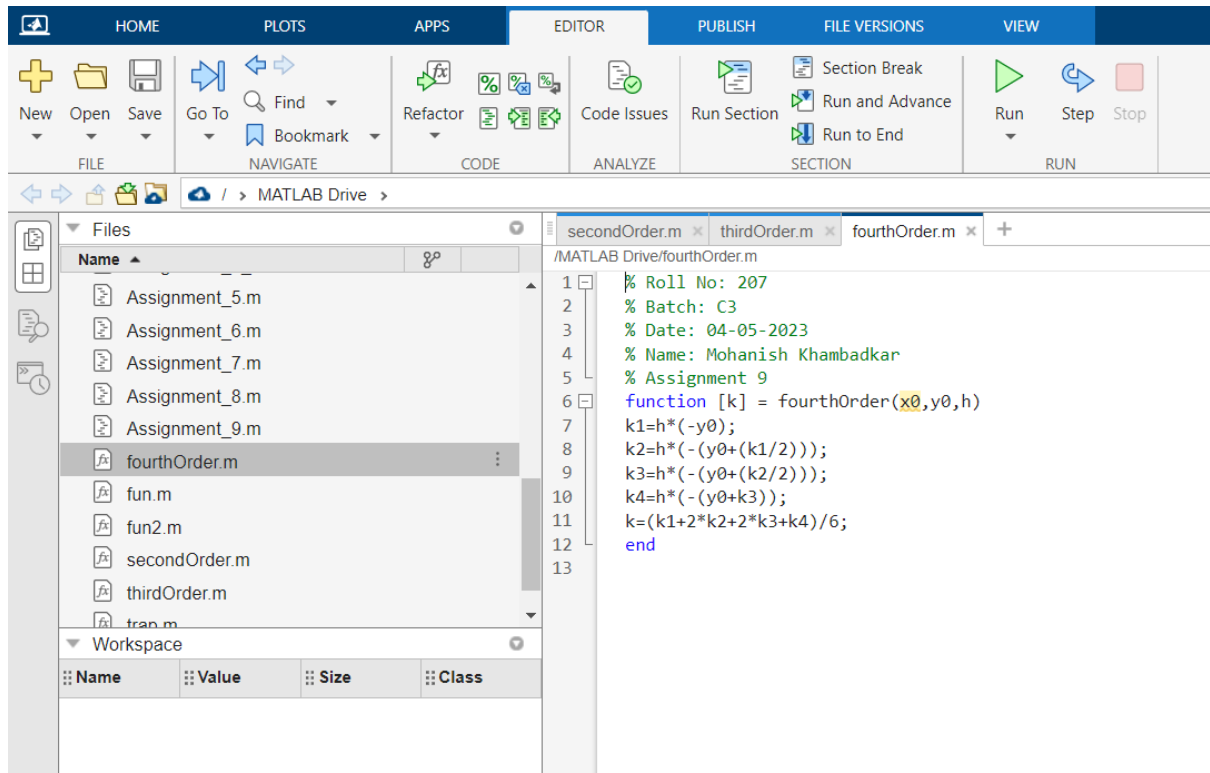 HOME PLOTS APPS EDITOR PUBLISH FILE VERSIONS VIEW
New Open Save
FILE
Go To
Find
Bookmark
NAVIGATE
Refactor
CODE
Code Issues
ANALYZE
Run Section
Section Break
Run and Advance
Run to End
SECTION
Run Step Stop
RUN
/ > MATLAB Drive >
Files
Name
Assignment_5.m
Assignment_6.m
Assignment_7.m
Assignment_8.m
Assignment_9.m
fourthOrder.m
fun.m
fun2.m
secondOrder.m
thirdOrder.m
trap.m
Workspace
Name Value Size Class
secondOrder.m × thirdOrder.m × fourthOrder.m × +
/MATLAB Drive/fourthOrder.m
1 % Roll No: 207
2 % Batch: C3
3 % Date: 04-05-2023
4 % Name: Mohanish Khambadkar
5 % Assignment 9
6 function [k] = fourthOrder(x0,y0,h)
7 k1=h*(-y0);
8 k2=h*(-(y0+(k1/2)));
9 k3=h*(-(y0+(k2/2)));
10 k4=h*(-(y0+k3));
11 k=(k1+2*k2+2*k3+k4)/6;
12 end
13